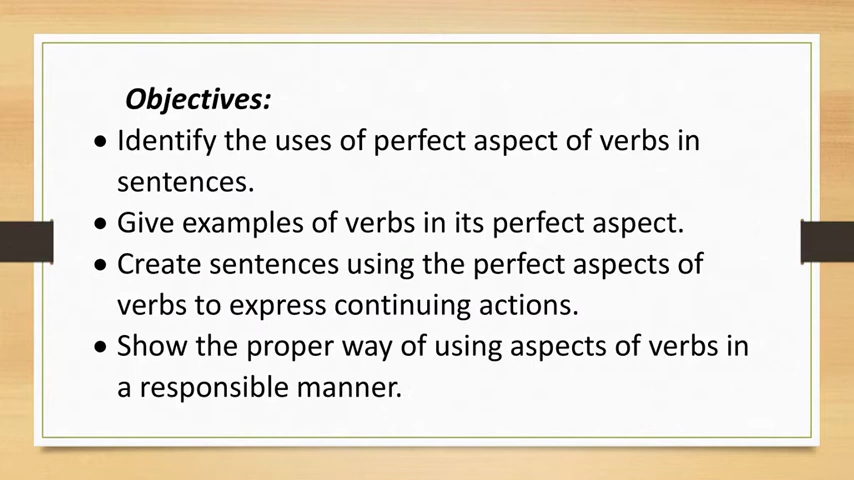 Objectives:
• Identify the uses of perfect aspect of verbs in
sentences.
• Give examples of verbs in its perfect aspect.
• Create sentences using the perfect aspects of
verbs to express continuing actions.
• Show the proper way of using aspects of verbs in
a responsible manner.